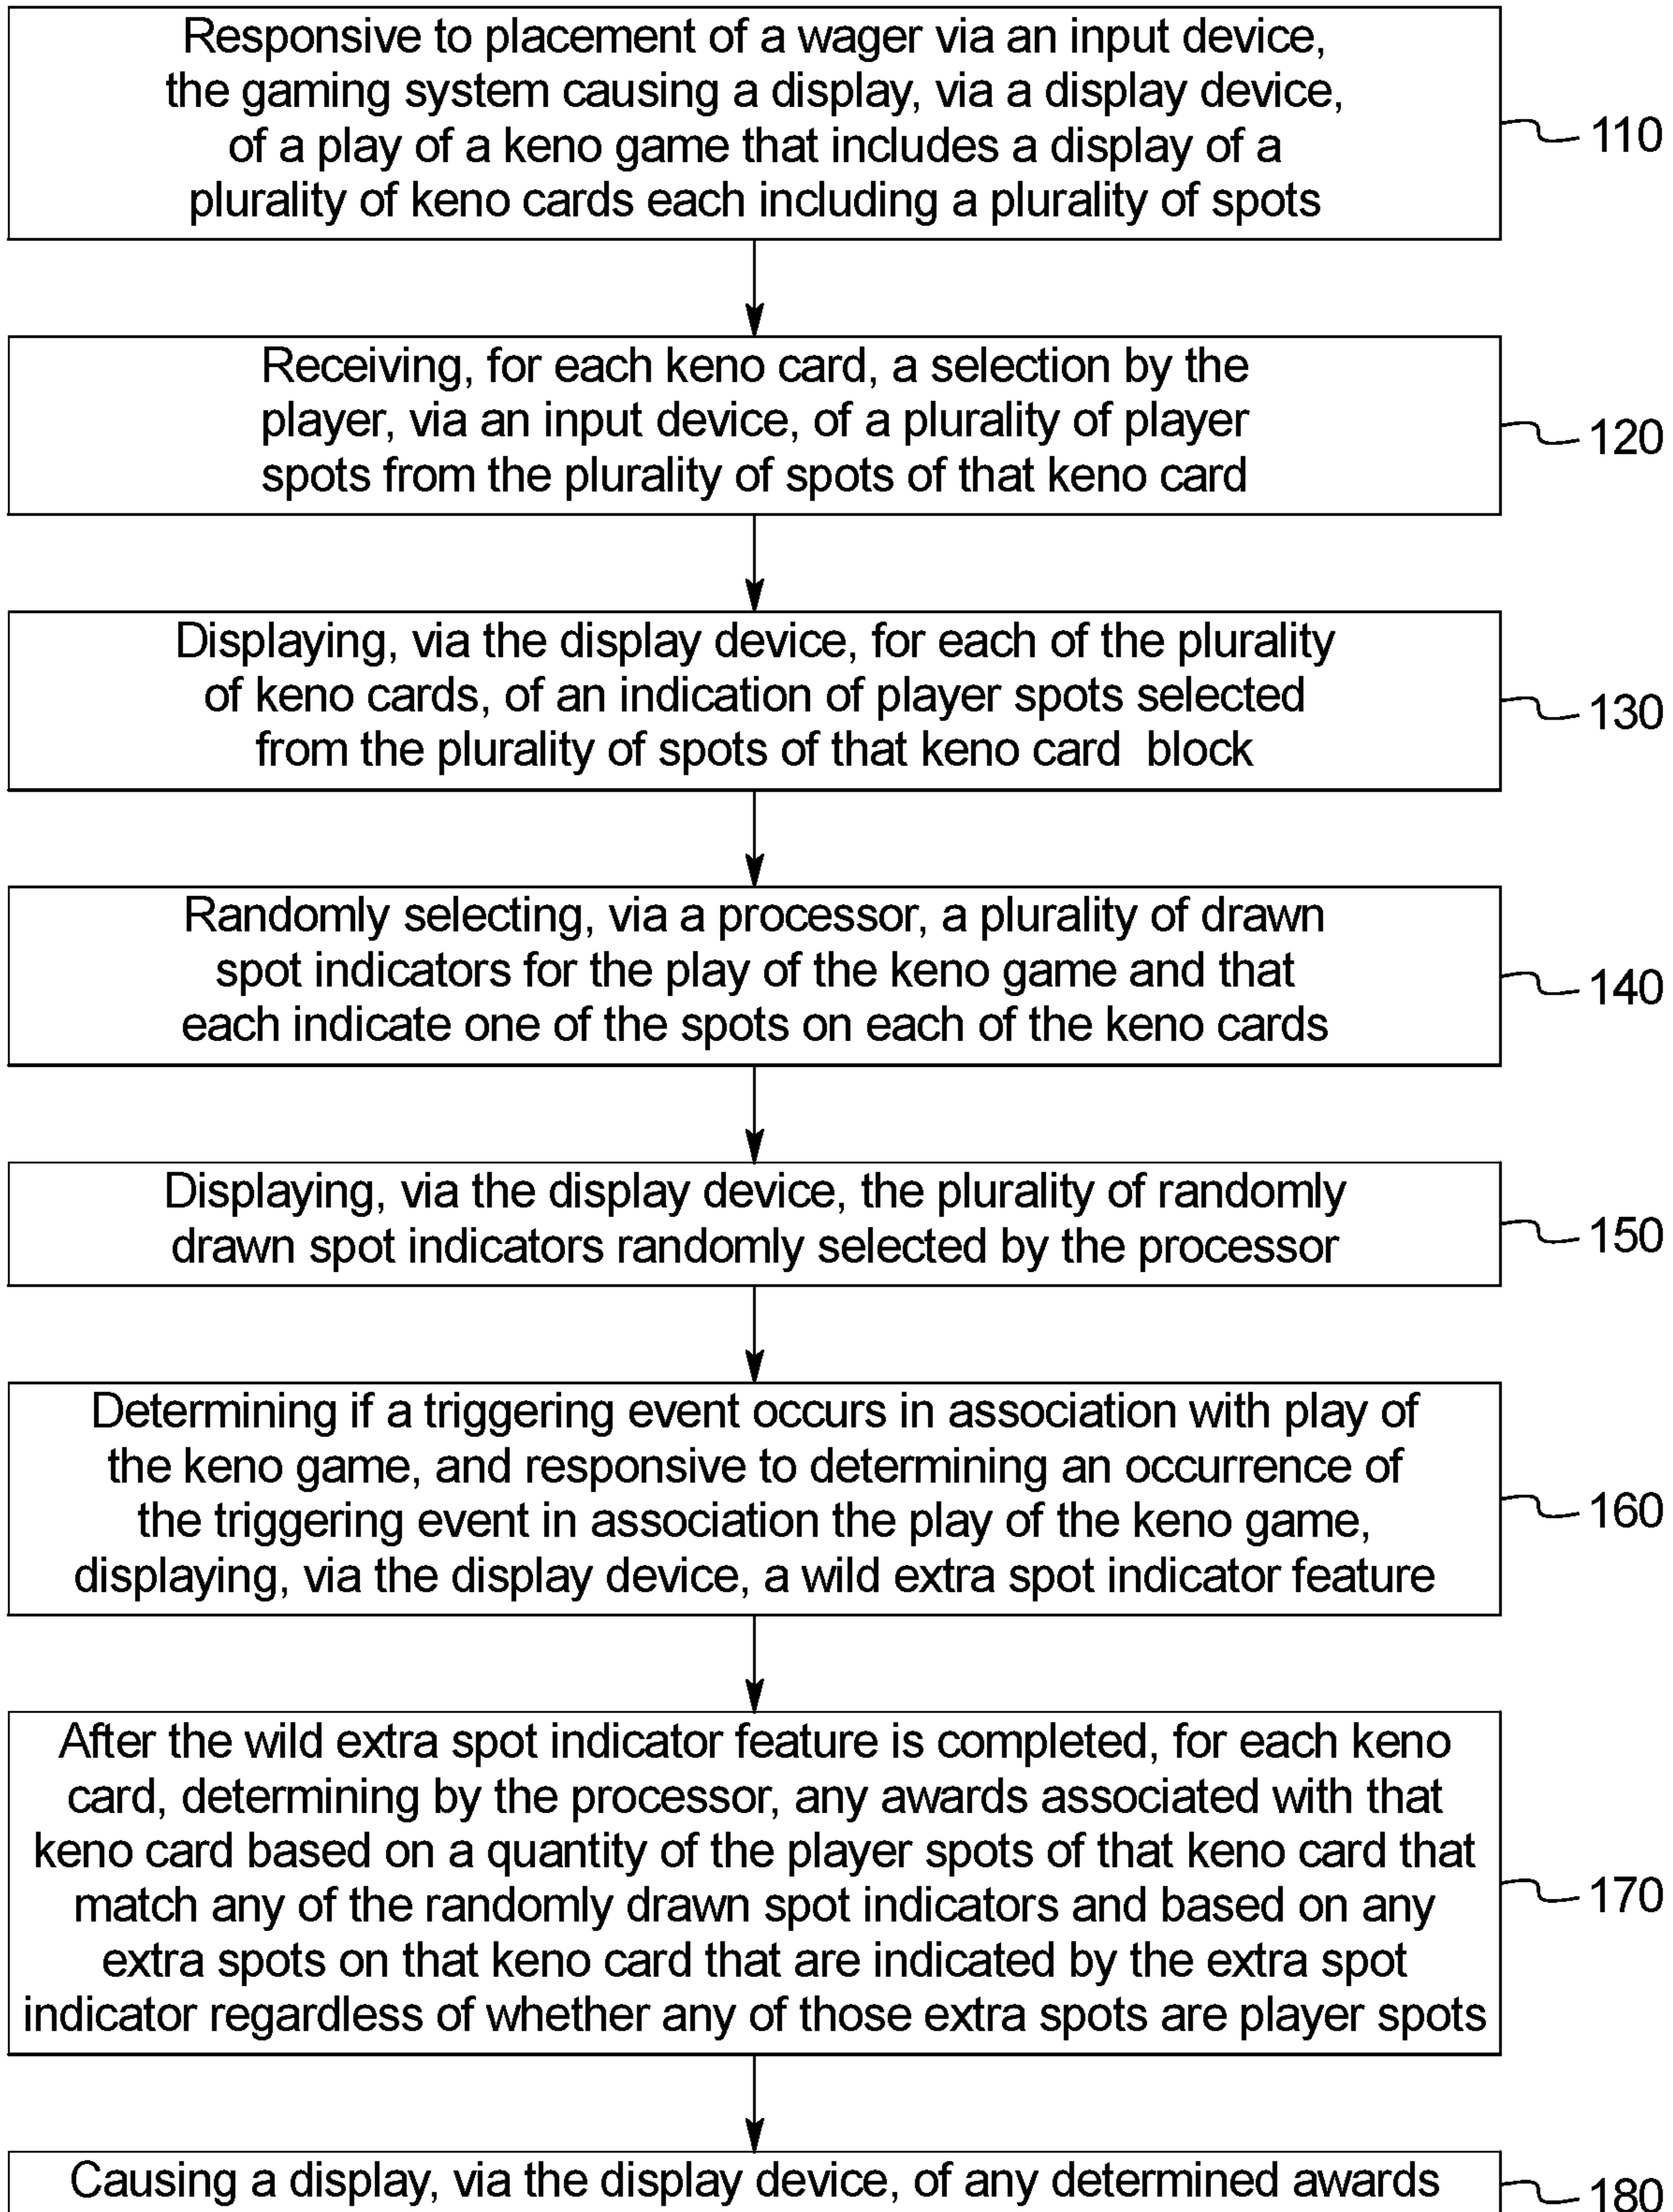 Responsive to placement of a wager via an input device,
the gaming system causing a display, via a display device,
of a play of a keno game that includes a display of a
plurality of keno cards each including a plurality of spots
110
Receiving, for each keno card, a selection by the
player, via an input device, of a plurality of player
spots from the plurality of spots of that keno card
120
Displaying, via the display device, for each of the plurality
of keno cards, of an indication of player spots selected
from the plurality of spots of that keno card block
130
Randomly selecting, via a processor, a plurality of drawn
spot indicators for the play of the keno game and that
each indicate one of the spots on each of the keno cards
140
Displaying, via the display device, the plurality of randomly
drawn spot indicators randomly selected by the processor
150
Determining if a triggering event occurs in association with play of
the keno game, and responsive to determining an occurrence of
the triggering event in association the play of the keno game,
displaying, via the display device, a wild extra spot indicator feature
160
After the wild extra spot indicator feature is completed, for each keno
card, determining by the processor, any awards associated with that
keno card based on a quantity of the player spots of that keno card that
match any of the randomly drawn spot indicators and based on any
extra spots on that keno card that are indicated by the extra spot
indicator regardless of whether any of those extra spots are player spots
170
Causing a display, via the display device, of any determined awards
180